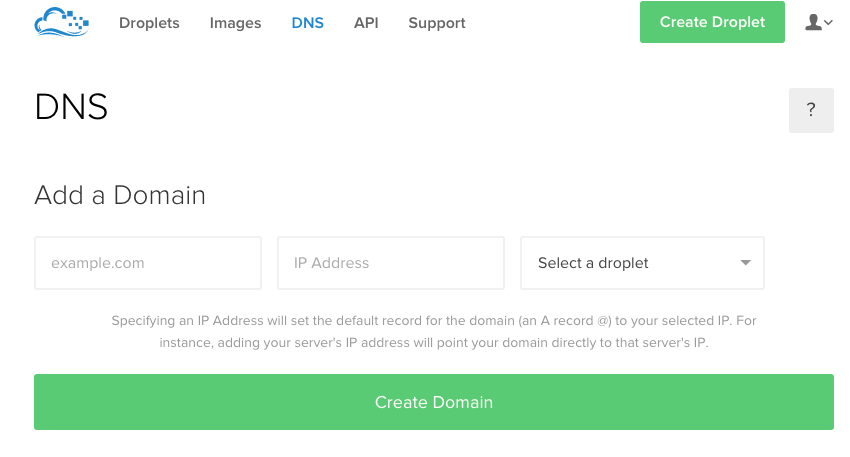 Droplets Images DNS API Support Create Droplet
DNS ?
Add a Domain
example.com IP Address Select a droplet
Specifying an IP Address will set the default record for the domain (an A record @) to your selected IP. For
instance, adding your server's IP address will point your domain directly to that server's IP.
Create Domain